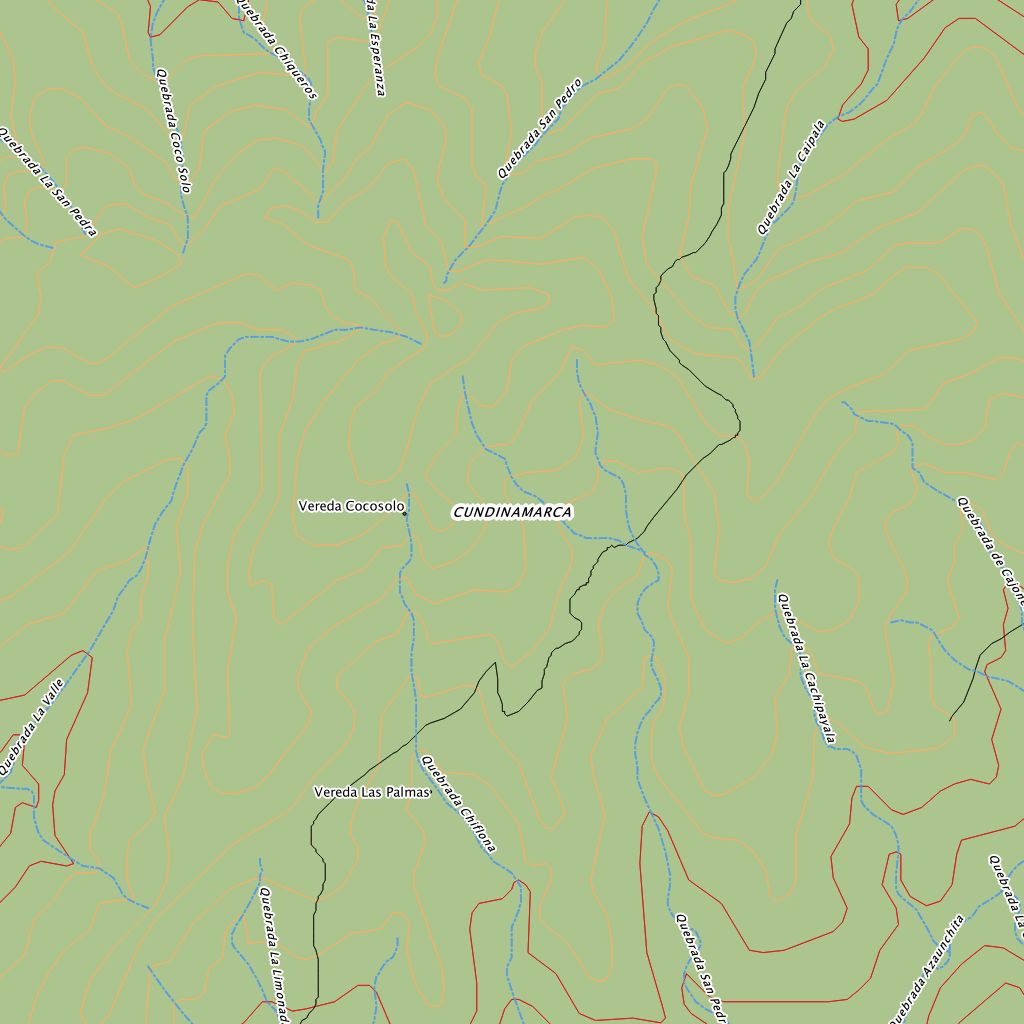 Quebrada Chiqueros
da La Esperanza
Quebrada Coco Solo
Quebrada San Pedro
Quebrada La San Pedra
Quebrada La Caipala
Vereda Cocosolo
CUNDINAMARCA
Quebrada de Cajone
Quebrada La Cachipayala
Quebrada La Valle
Vereda Las Palmas
Quebrada Chiflona
Quebrada La Limonad
Quebrada San Pedr
Quebrada Azaunchita
Quebrada La